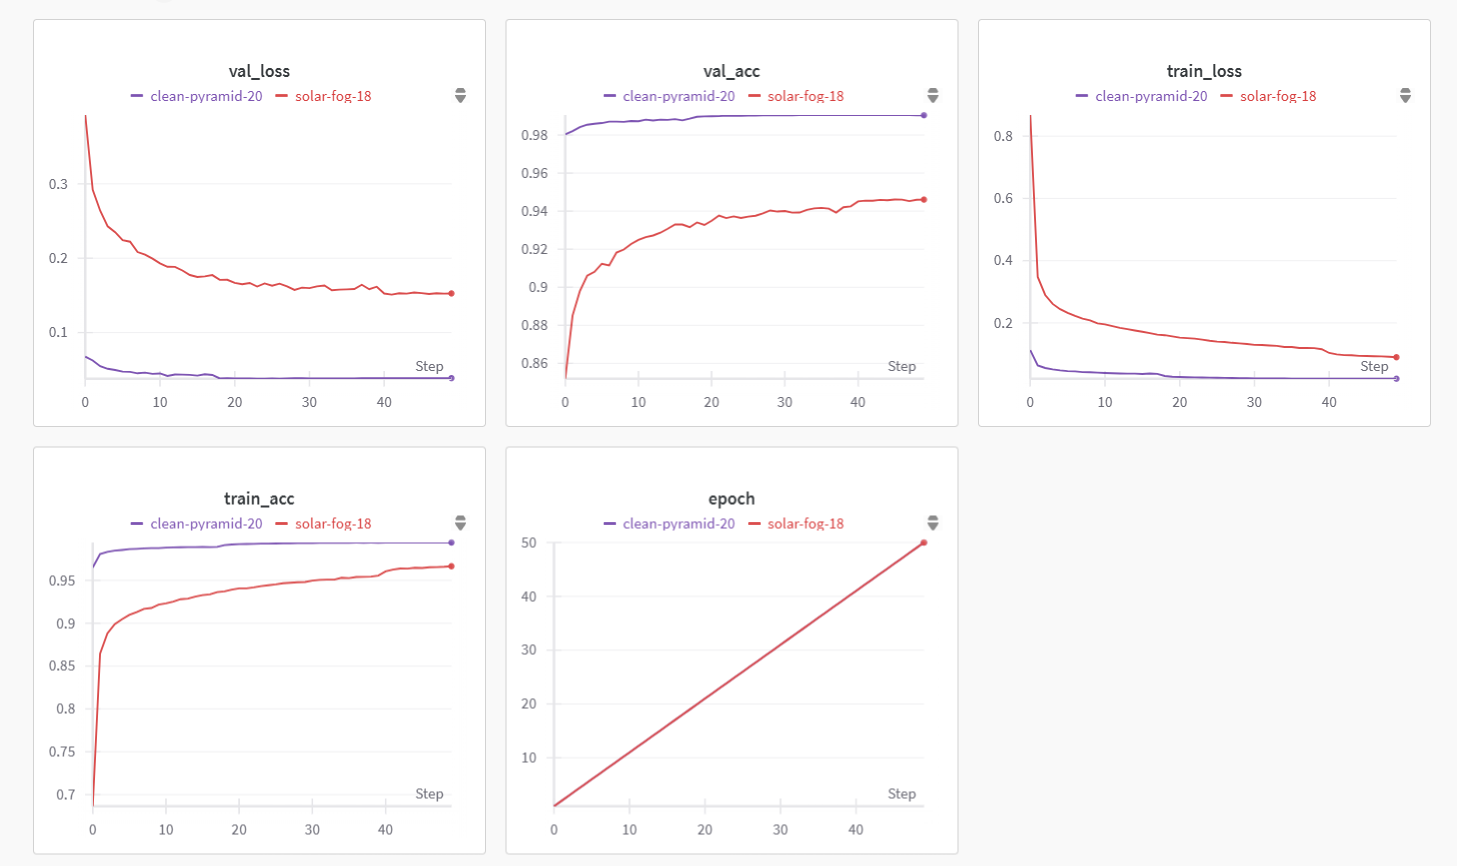 val_loss
clean-pyramid-20 solar-fog-18
0.3
0.2
0.1
Step
0 10 20 30 40
val_acc
clean-pyramid-20 solar-fog-18
0.98
0.96
0.94
0.92
0.9
0.88
0.86
Step
0 10 20 30 40
train_loss
clean-pyramid-20 solar-fog-18
0.8
0.6
0.4
0.2
Step
0 10 20 30 40
train_acc
clean-pyramid-20 solar-fog-18
0.95
0.9
0.85
0.8
0.75
0.7
Step
0 10 20 30 40
epoch
clean-pyramid-20 solar-fog-18
50
40
30
20
10
Step
0 10 20 30 40